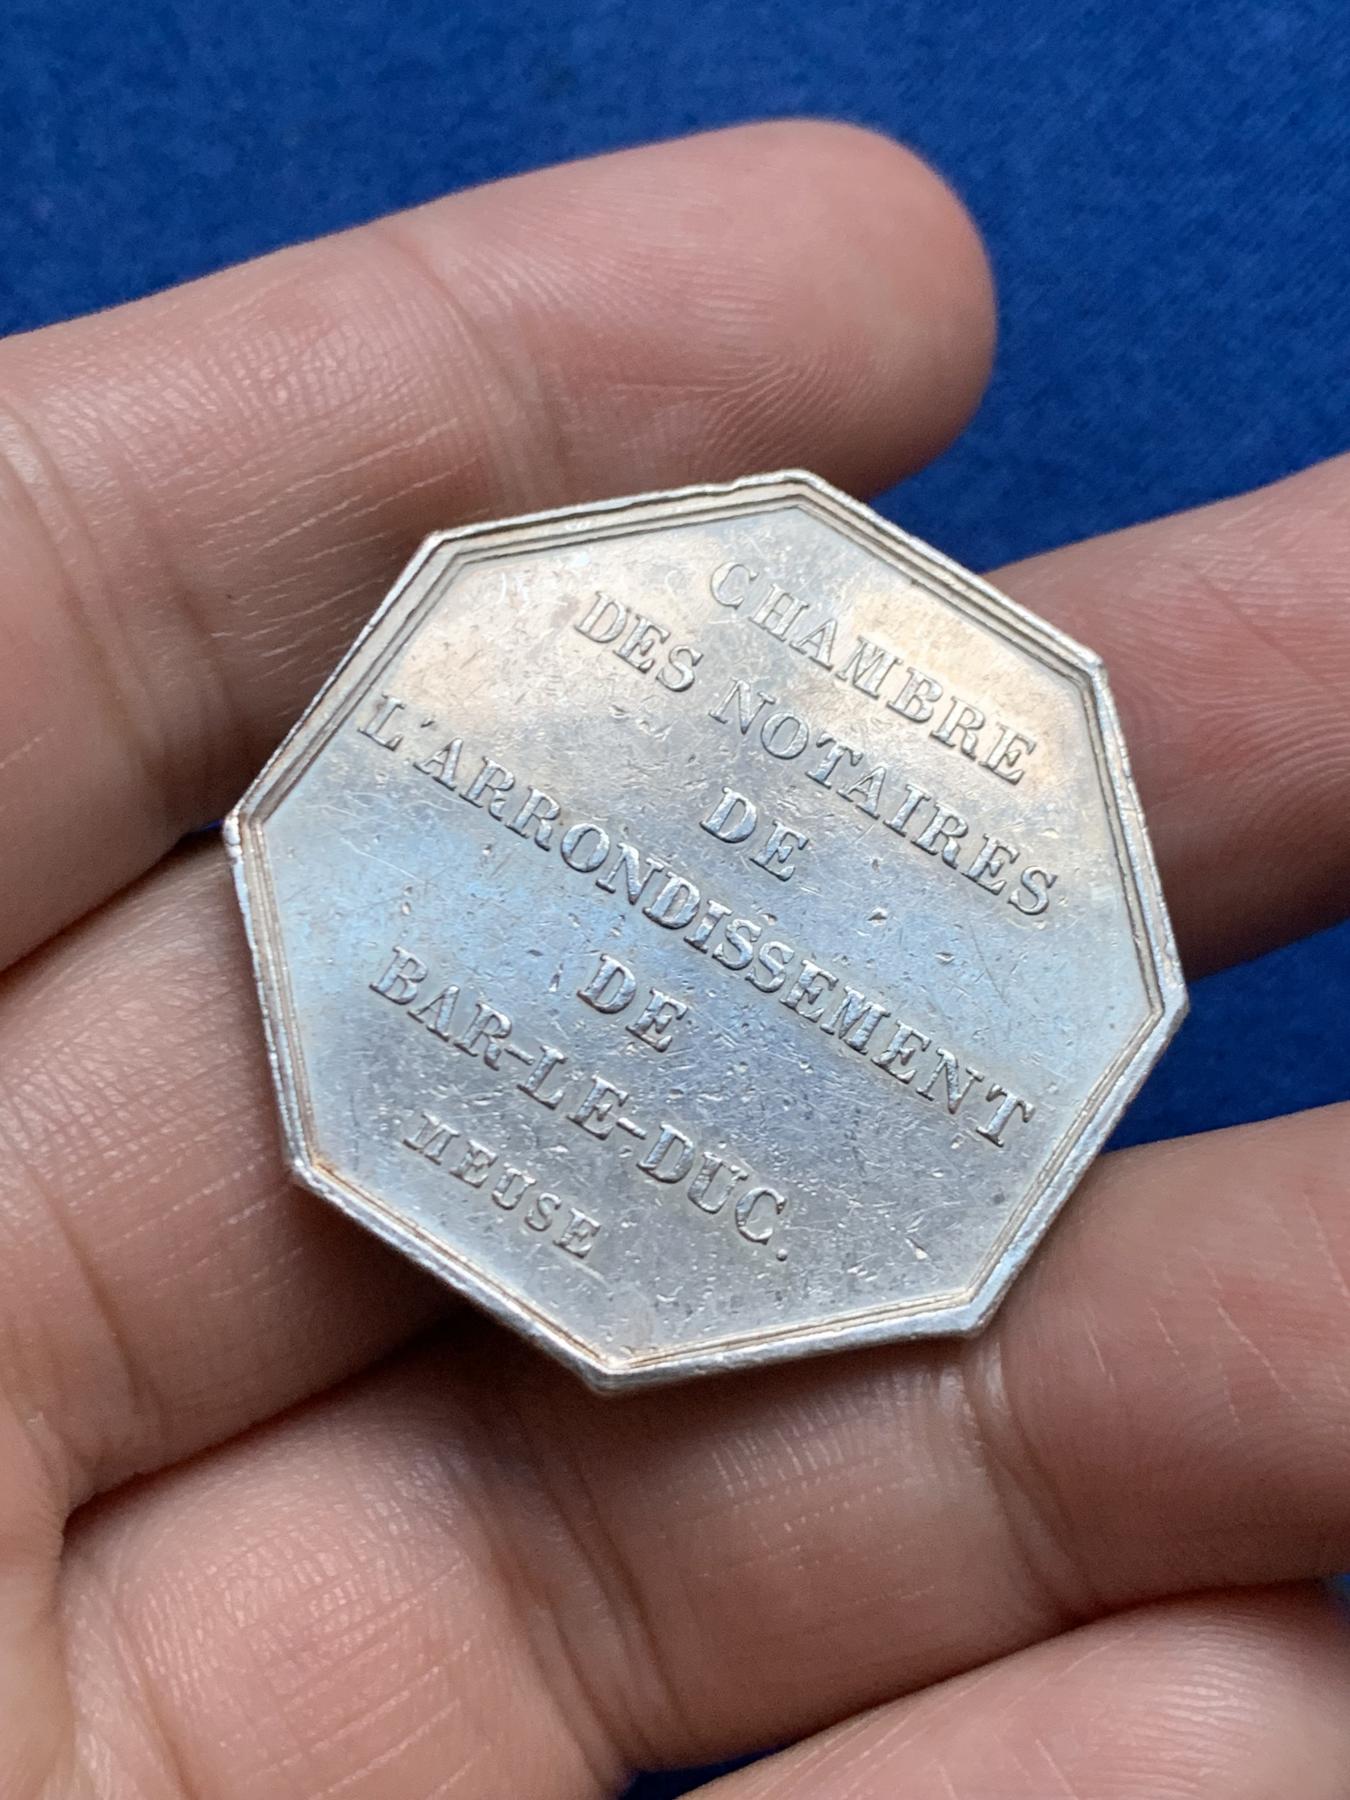 CHAMBRE
DES NOTAIRES
DE
L'ARRONDISSEMENT
DE
BAR-LE-DUC.
MEUSE